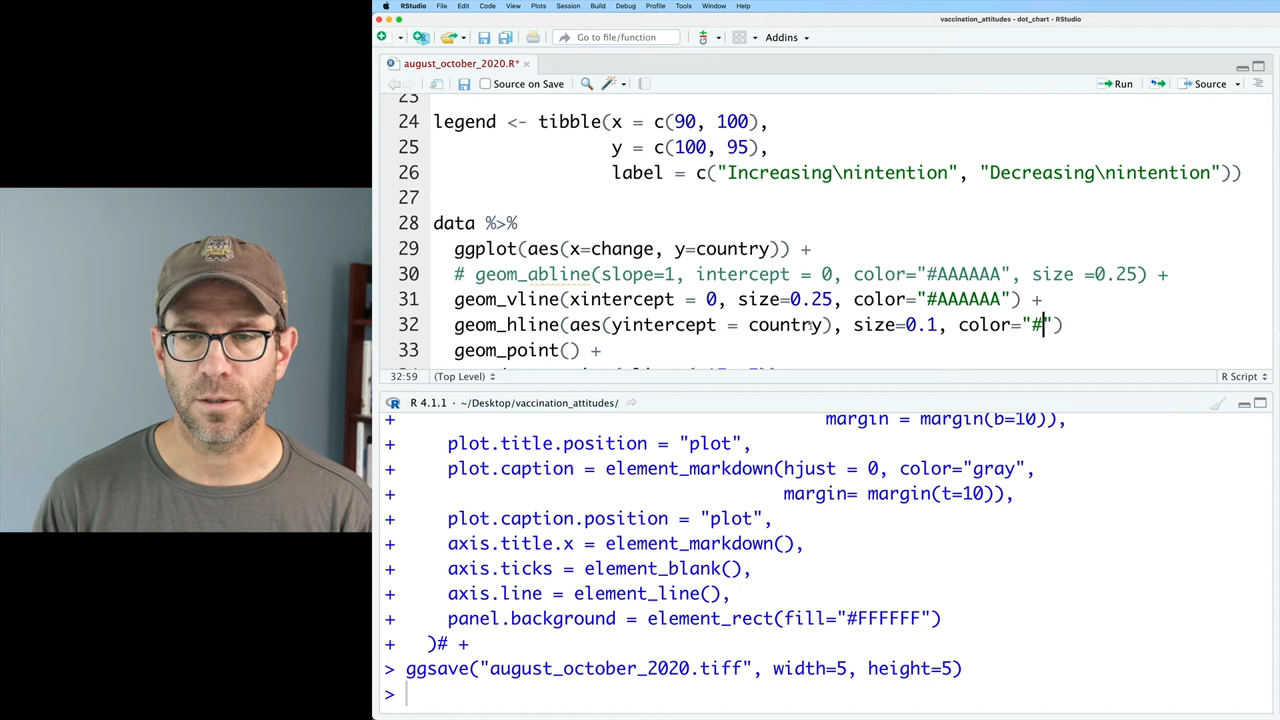 RStudio File Edit Code View Plots Session Build Debug Profile Tools Window Help
vaccination_attitudes - dot_chart - RStudio
Go to file/function Addins
august_october_2020.R*
Source on Save Run Source
23
24 legend <- tibble(x = c(90, 100),
25 y = c(100, 95),
26 label = c("Increasing\nintention", "Decreasing\nintention"))
27
28 data %>%
29 ggplot(aes(x=change, y=country)) +
30 # geom_abline(slope=1, intercept = 0, color="#AAAAAA", size =0.25) +
31 geom_vline(xintercept = 0, size=0.25, color="#AAAAAA") +
32 geom_hline(aes(yintercept = country), size=0.1, color="#")
33 geom_point() +
32:59 (Top Level) R Script
R 4.1.1 · ~/Desktop/vaccination_attitudes/
+ margin = margin(b=10)),
+ plot.title.position = "plot",
+ plot.caption = element_markdown(hjust = 0, color="gray",
+ margin= margin(t=10)),
+ plot.caption.position = "plot",
+ axis.title.x = element_markdown(),
+ axis.ticks = element_blank(),
+ axis.line = element_line(),
+ panel.background = element_rect(fill="#FFFFFF")
+ )# +
> ggsave("august_october_2020.tiff", width=5, height=5)
>